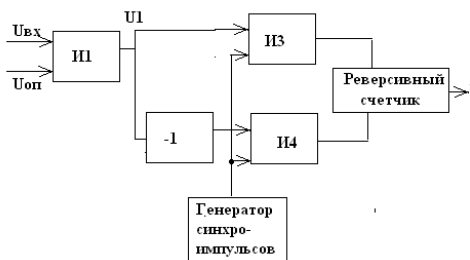 U1
Uвх
И1
Uоп
И3
Реверсивный
счетчик
-1
И4
Генератор
синхро-
импульсов